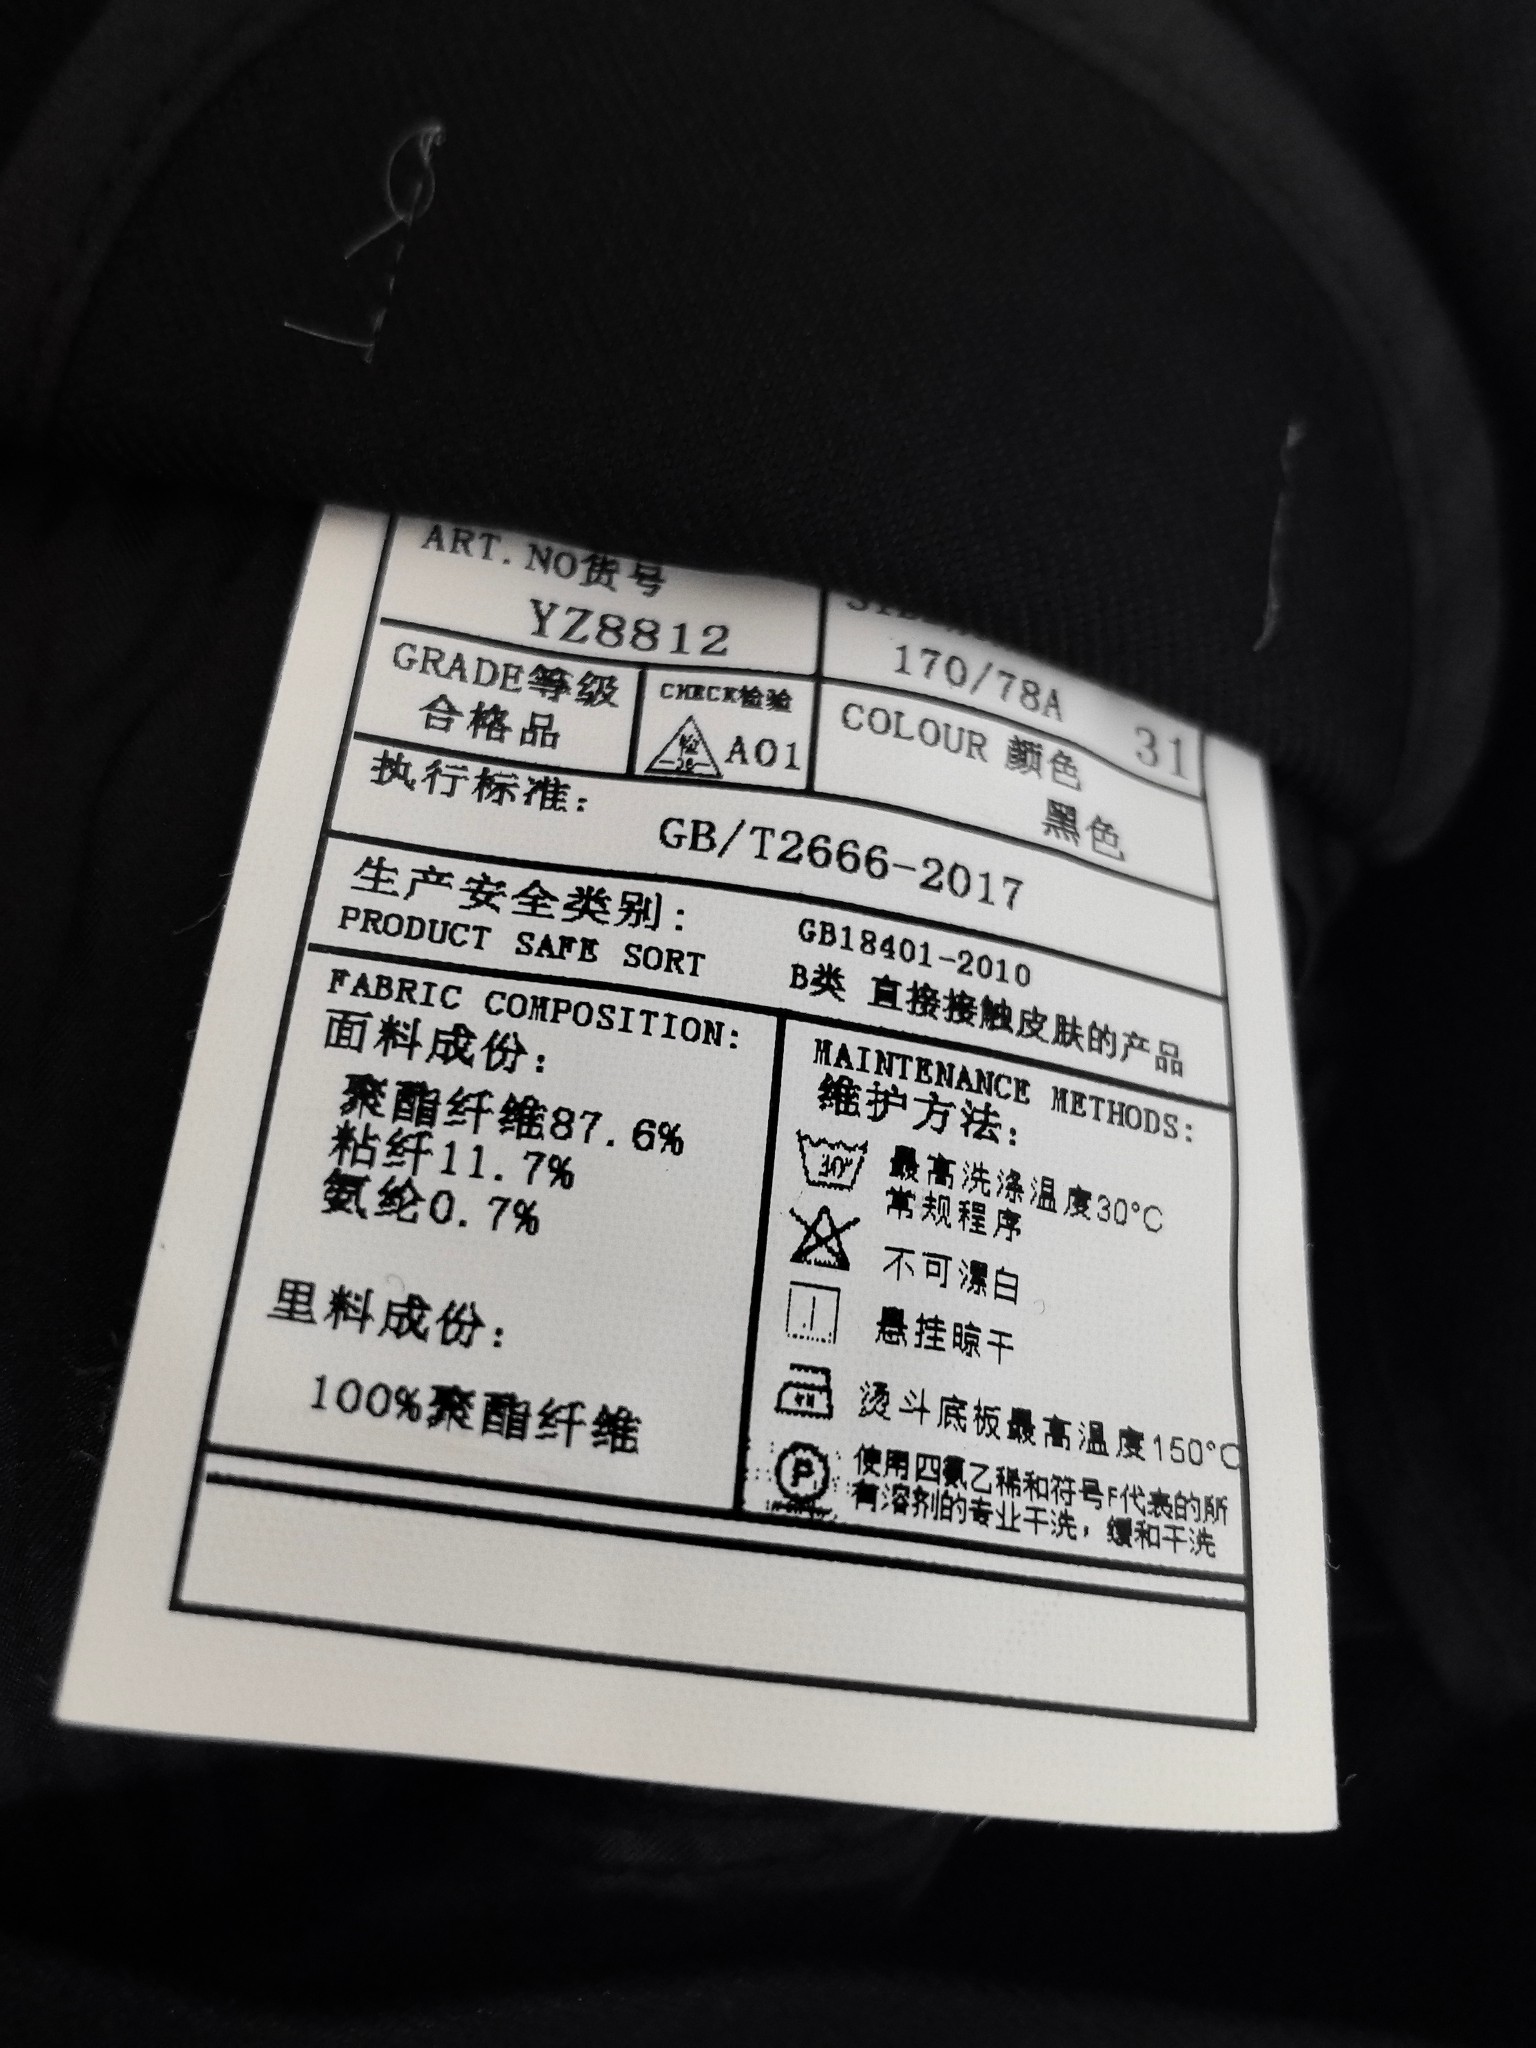 ART.NO货号
YZ8812
170/78A 31
GRADE等级
合格品
CHECK检验
A01
COLOUR 颜色
黑色
执行标准:
GB/T2666-2017
生产安全类别:
PRODUCT SAFE SORT
GB18401-2010
B类 直接接触皮肤的产品
FABRIC COMPOSITION:
面料成份:
聚酯纤维87.6%
粘纤11.7%
氨纶0.7%
里料成份:
100%聚酯纤维
MAINTENANCE METHODS:
维护方法:
30°
最高洗涤温度30°C
常规程序
不可漂白
悬挂晾干
烫斗底板最高温度150°C
P
使用四氯乙稀和符号F代表的所
有溶剂的专业干洗，缓和干洗